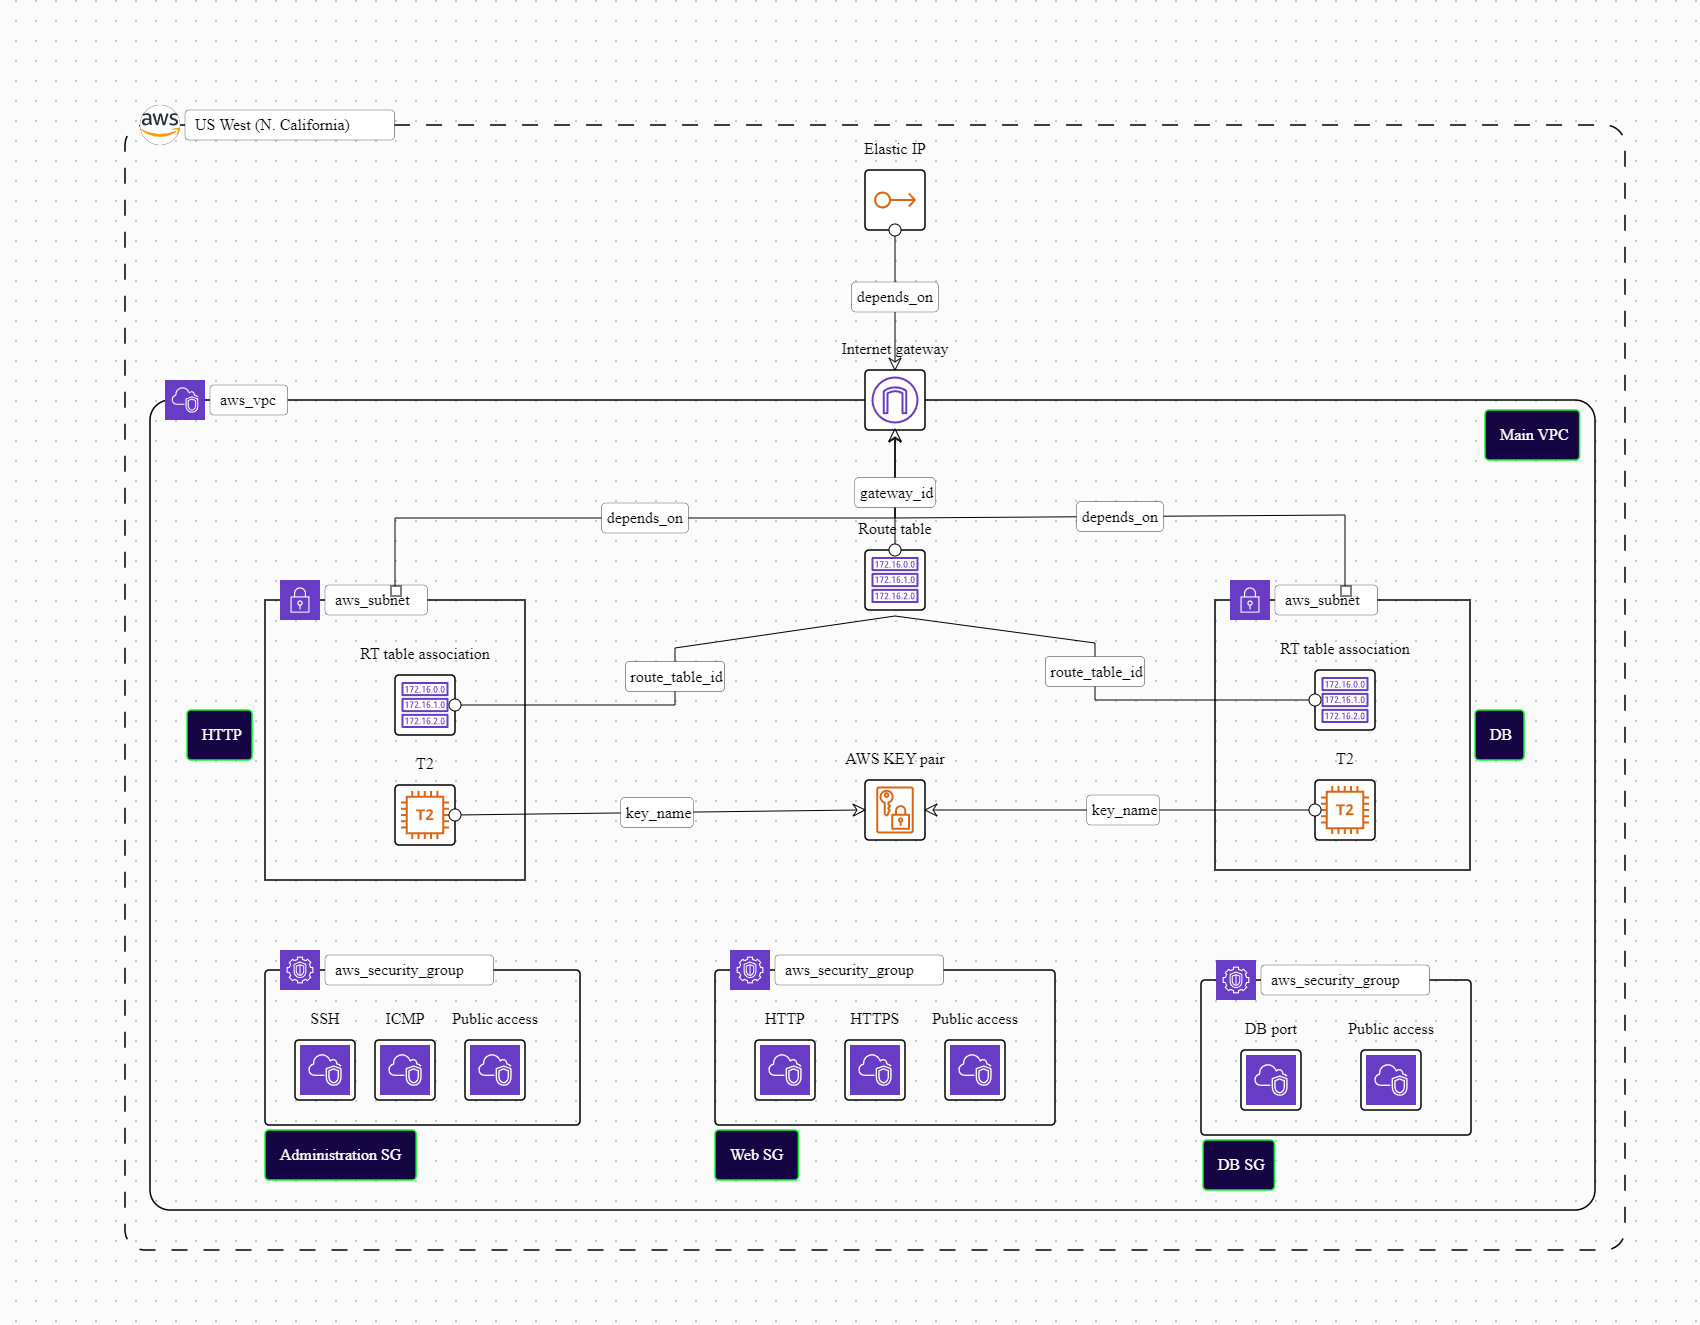 aws
US West (N. California)
Elastic IP
depends_on
Internet gateway
aws_vpc
Main VPC
gateway_id
depends_on
depends_on
Route table
172.16.0.0
172.16.1.0
172.16.2.0
aws_subnet
aws_subnet
RT table association
172.16.0.0
172.16.1.0
172.16.2.0
route_table_id
route_table_id
RT table association
172.16.0.0
172.16.1.0
172.16.2.0
HTTP
DB
T2
T2
key_name
AWS KEY pair
key_name
T2
T2
aws_security_group
SSH
ICMP
Public access
Administration SG
aws_security_group
HTTP
HTTPS
Public access
Web SG
aws_security_group
DB port
Public access
DB SG